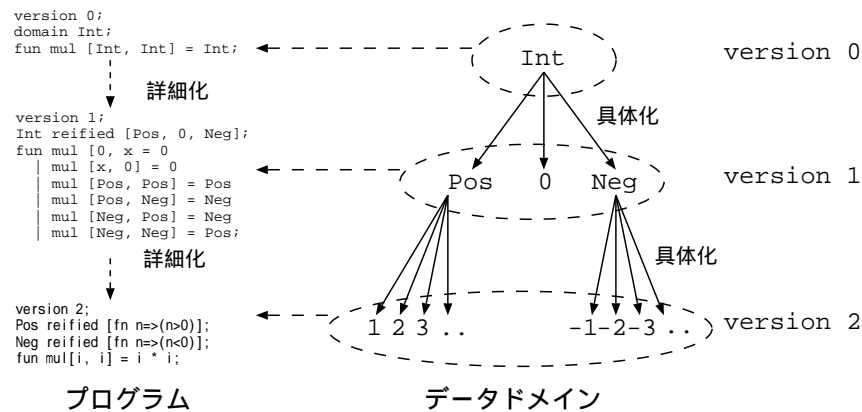 version 0;
domain Int;
fun mul [Int, Int] = Int;
詳細化
version 1;
Int reified [Pos, 0, Neg];
fun mul [0, x = 0
| mul [x, 0] = 0
| mul [Pos, Pos] = Pos
| mul [Pos, Neg] = Neg
| mul [Neg, Pos] = Neg
| mul [Neg, Neg] = Pos;
詳細化
version 2;
Pos reified [fn n=>(n>0)];
Neg reified [fn n=>(n<0)];
fun mul[i, i] = i * i;
プログラム
Int
version 0
具体化
Pos 0 Neg
version 1
具体化
1 2 3 .. -1-2-3 ..
version 2
データドメイン